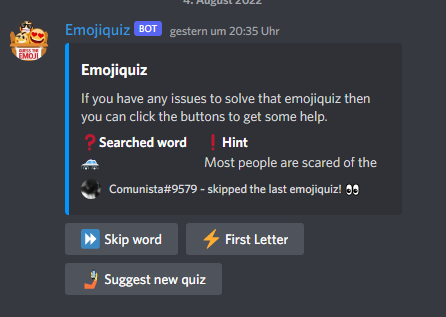 4. August 2022
Emojiquiz BOT gestern um 20:35 Uhr
GUESS THE EMOJI
Emojiquiz
If you have any issues to solve that emojiquiz then
you can click the buttons to get some help.
❓Searched word ❗Hint
🚓 Most people are scared of the
Comunista#9579 - skipped the last emojiquiz! 👀
⏩ Skip word ⚡ First Letter
🤳 Suggest new quiz